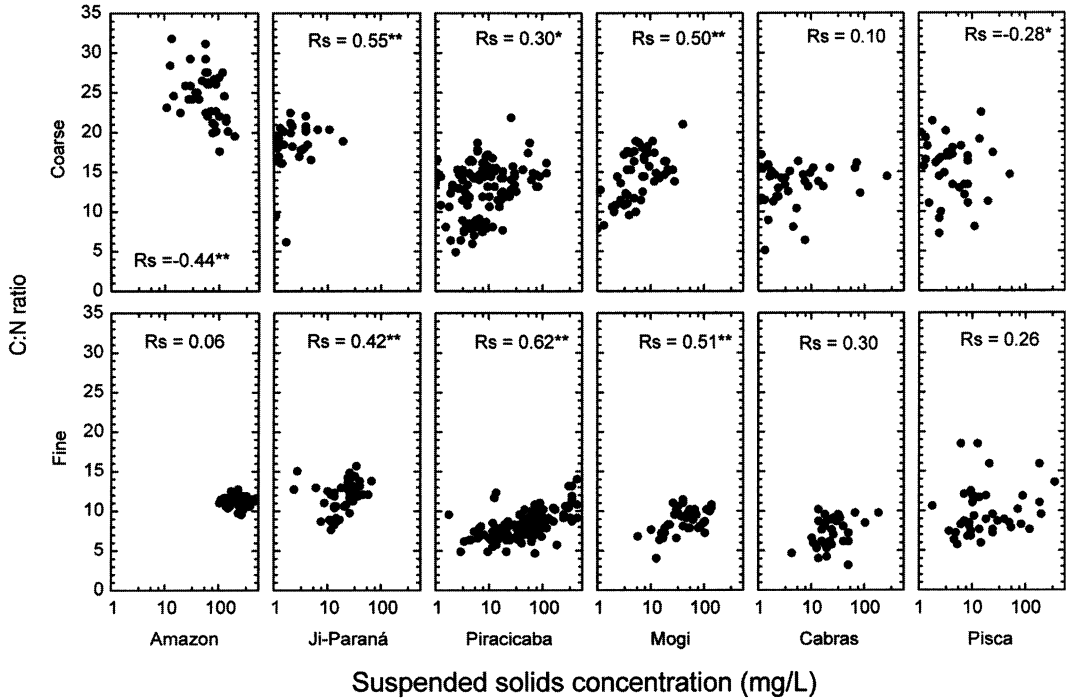 35
30
25
20
15
10
5
0
Coarse
Rs =-0.44**
Rs = 0.55**
Rs = 0.30*
Rs = 0.50**
Rs = 0.10
Rs =-0.28*
C:N ratio
35
30
25
20
15
10
5
0
Fine
Rs = 0.06
Rs = 0.42**
Rs = 0.62**
Rs = 0.51**
Rs = 0.30
Rs = 0.26
1 10 100
1 10 100
1 10 100
1 10 100
1 10 100
1 10 100
Amazon
Ji-Paraná
Piracicaba
Mogi
Cabras
Pisca
Suspended solids concentration (mg/L)